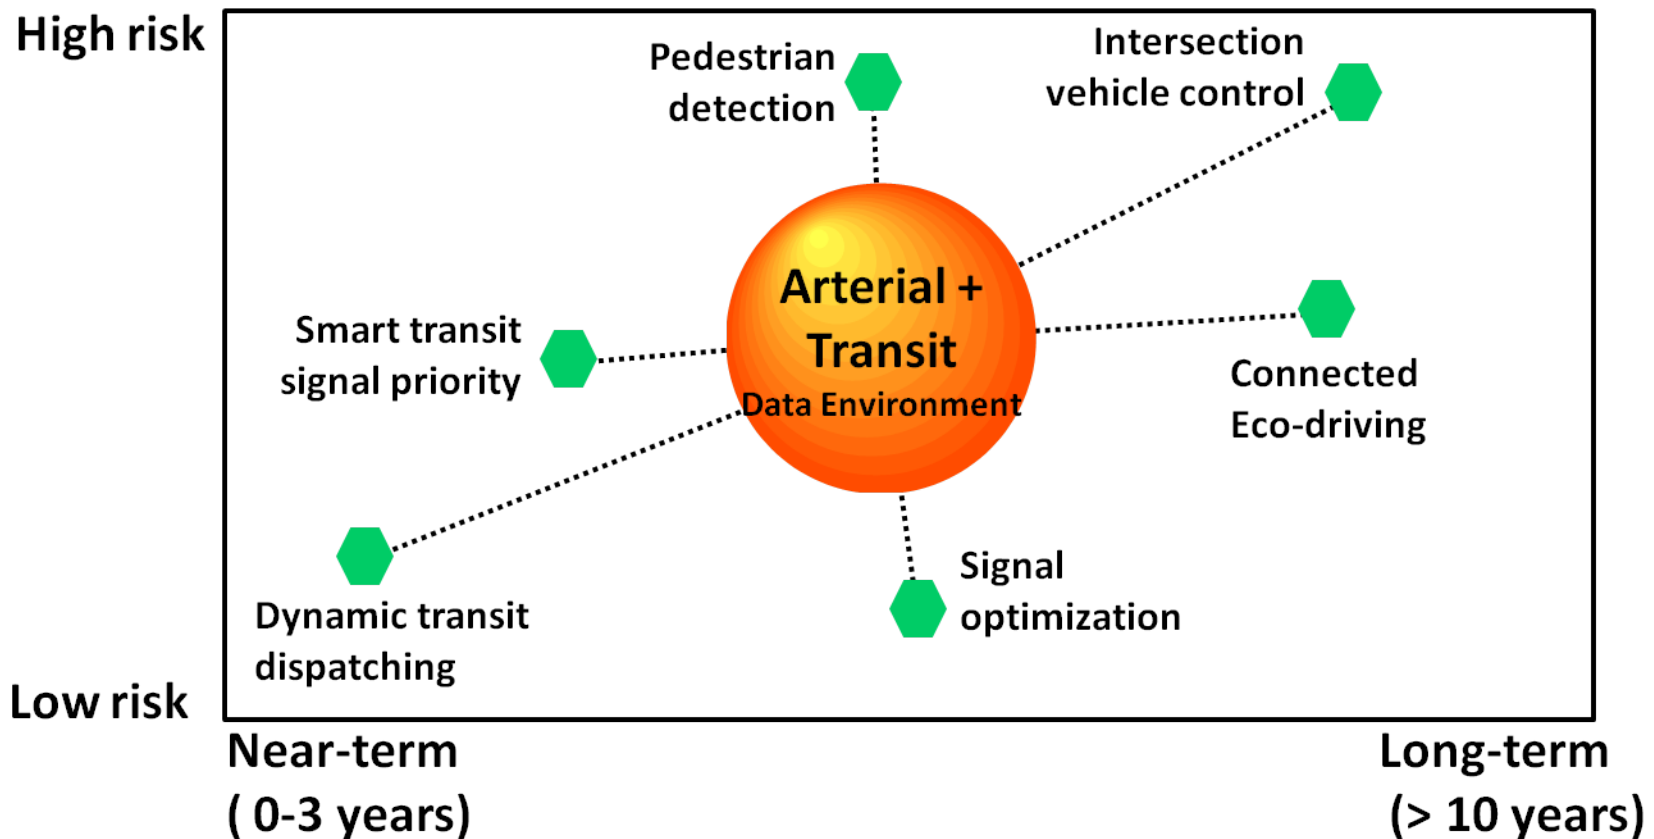 High risk
Pedestrian
detection
Intersection
vehicle control
Arterial +
Transit
Data Environment
Smart transit
signal priority
Connected
Eco-driving
Dynamic transit
dispatching
Signal
optimization
Low risk
Near-term
( 0-3 years)
Long-term
(> 10 years)